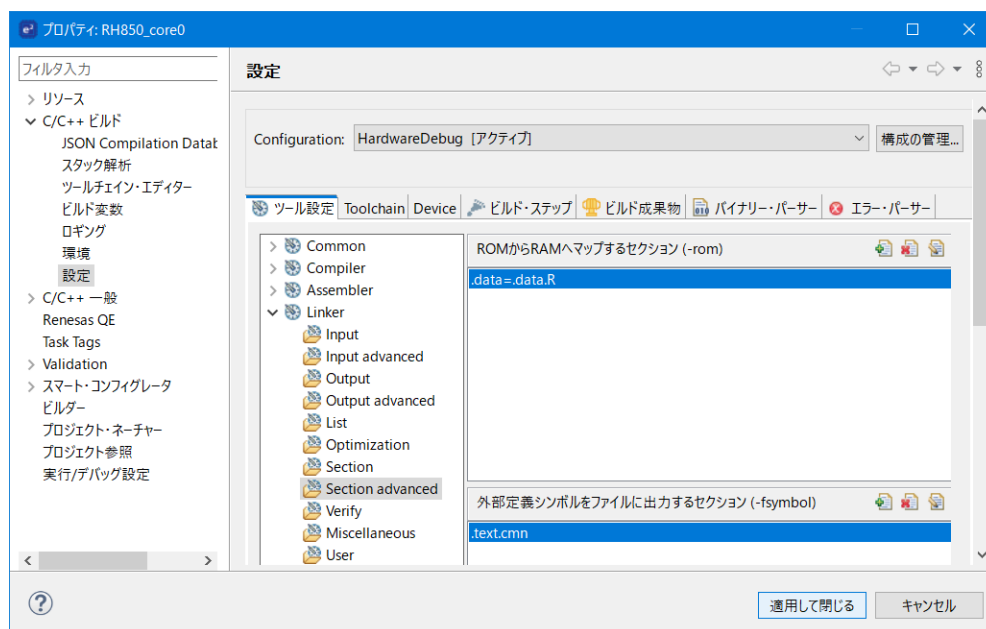 e² プロパティ: RH850_core0
フィルタ入力
リソース
C/C++ ビルド
JSON Compilation Datab
スタック解析
ツールチェイン・エディター
ビルド変数
ロギング
環境
設定
C/C++ 一般
Renesas QE
Task Tags
Validation
スマート・コンフィグレータ
ビルダー
プロジェクト・ネーチャー
プロジェクト参照
実行/デバッグ設定
設定
Configuration: HardwareDebug [アクティブ] 構成の管理...
ツール設定 Toolchain Device ビルド・ステップ ビルド成果物 バイナリー・パーサー エラー・パーサー
Common
Compiler
Assembler
Linker
Input
Input advanced
Output
Output advanced
List
Optimization
Section
Section advanced
Verify
Miscellaneous
User
ROMからRAMへマップするセクション (-rom)
.data=.data.R
外部定義シンボルをファイルに出力するセクション (-fsymbol)
.text.cmn
適用して閉じる キャンセル